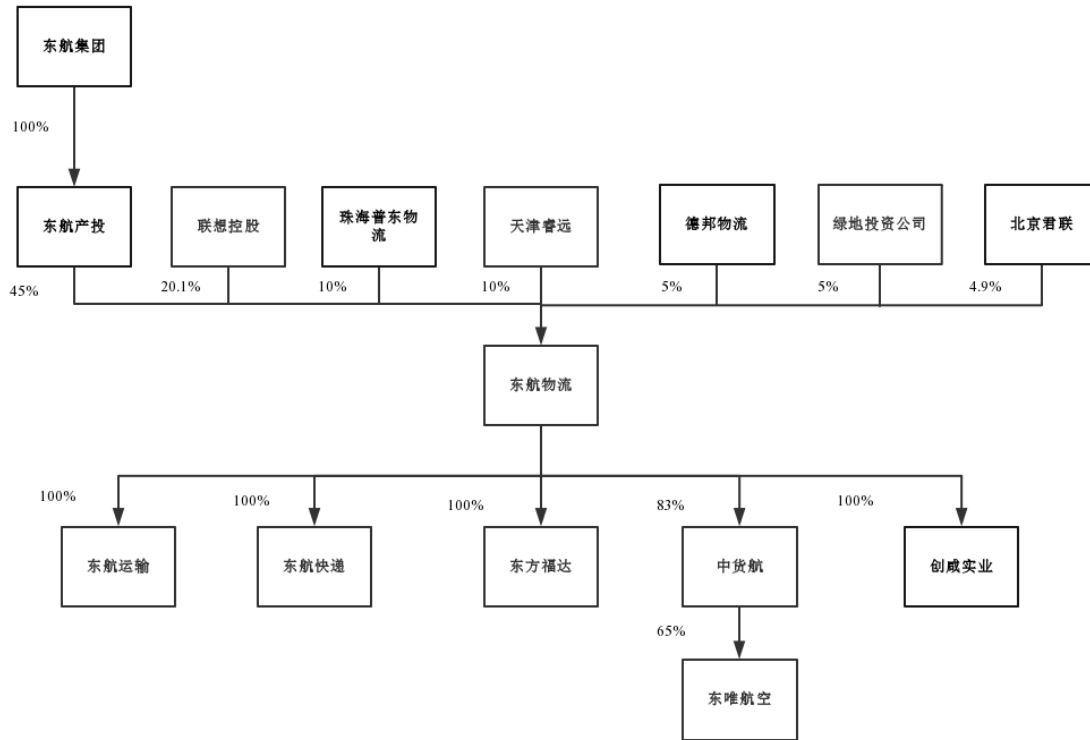 东航集团
100%
东航产投
联想控股
珠海普东物
流
天津睿远
德邦物流
绿地投资公司
北京君联
45%
20.1%
10%
10%
5%
5%
4.9%
东航物流
100%
100%
100%
83%
100%
东航运输
东航快递
东方福达
中货航
创咸实业
65%
东唯航空